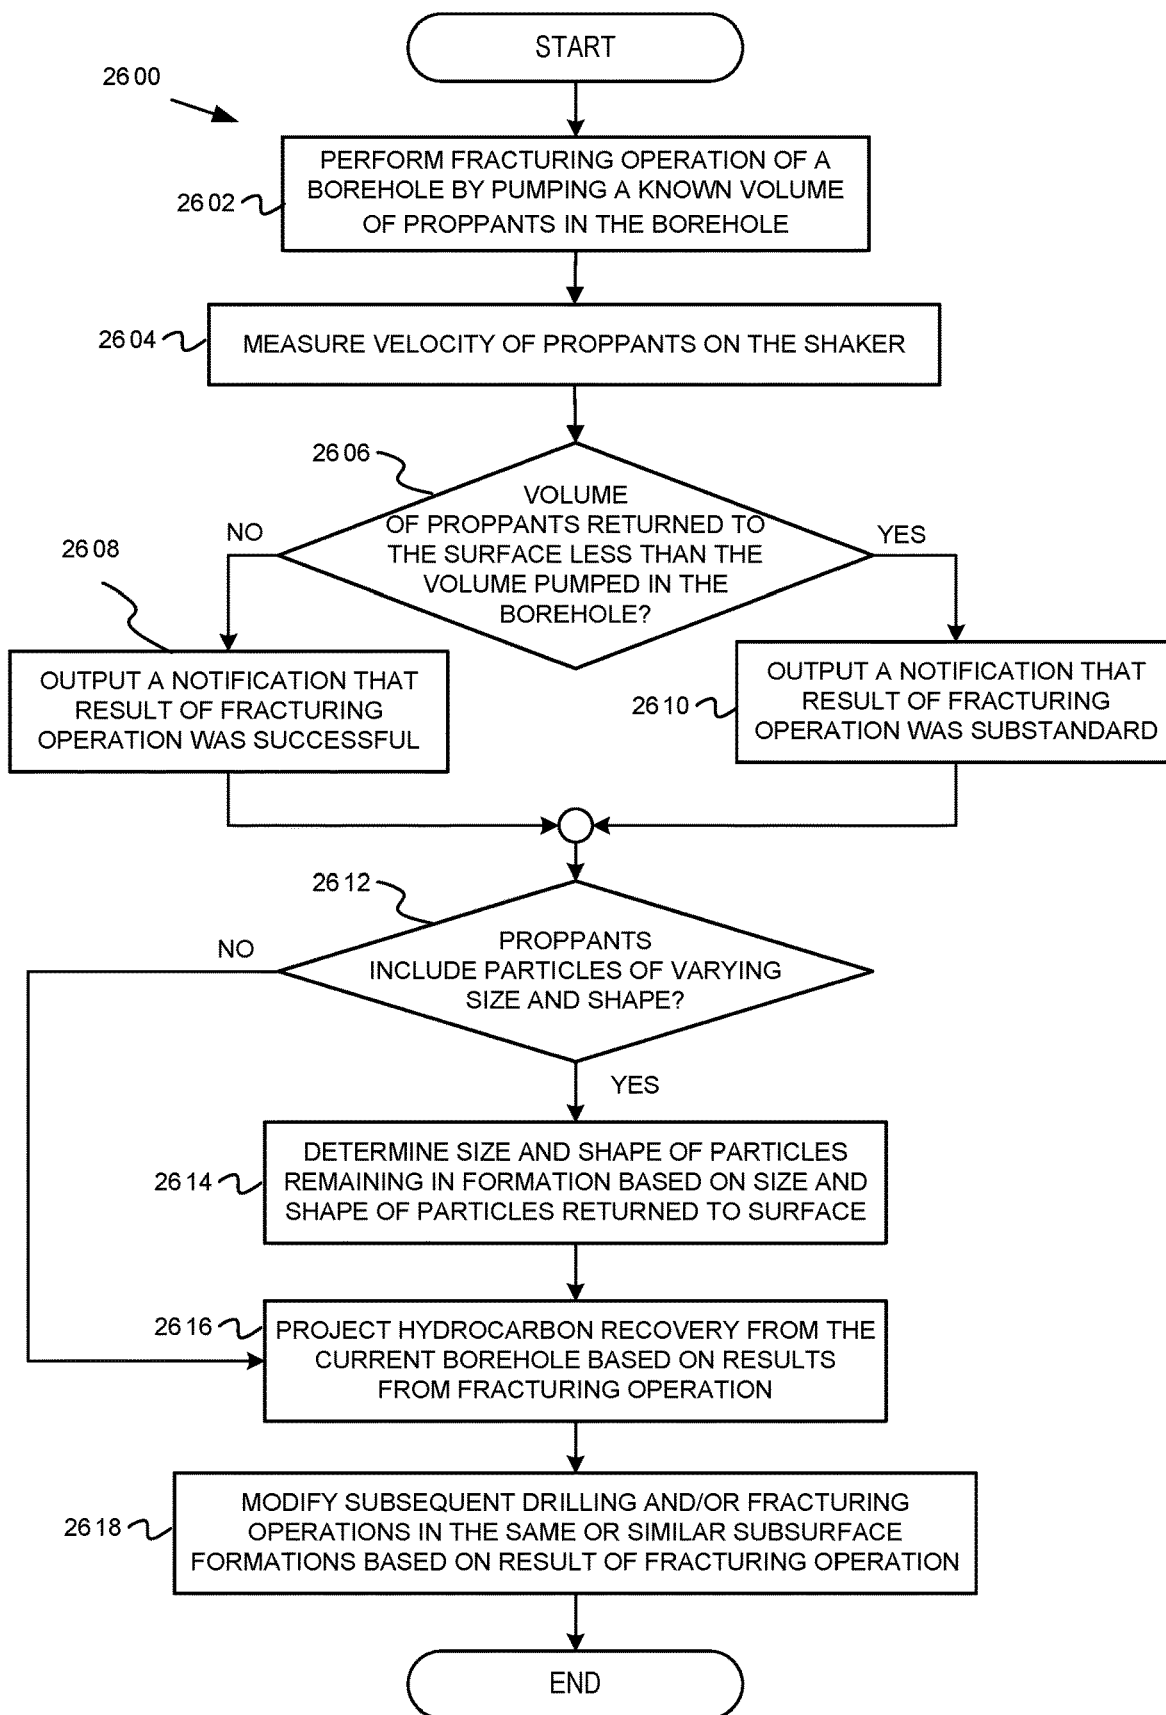 START
2600
PERFORM FRACTURING OPERATION OF A
BOREHOLE BY PUMPING A KNOWN VOLUME
OF PROPPANTS IN THE BOREHOLE
2602
MEASURE VELOCITY OF PROPPANTS ON THE SHAKER
2604
2606
VOLUME
OF PROPPANTS RETURNED TO
THE SURFACE LESS THAN THE
VOLUME PUMPED IN THE
BOREHOLE?
NO
YES
2608
OUTPUT A NOTIFICATION THAT
RESULT OF FRACTURING
OPERATION WAS SUCCESSFUL
2610
OUTPUT A NOTIFICATION THAT
RESULT OF FRACTURING
OPERATION WAS SUBSTANDARD
2612
PROPPANTS
INCLUDE PARTICLES OF VARYING
SIZE AND SHAPE?
NO
YES
2614
DETERMINE SIZE AND SHAPE OF PARTICLES
REMAINING IN FORMATION BASED ON SIZE AND
SHAPE OF PARTICLES RETURNED TO SURFACE
2616
PROJECT HYDROCARBON RECOVERY FROM THE
CURRENT BOREHOLE BASED ON RESULTS
FROM FRACTURING OPERATION
2618
MODIFY SUBSEQUENT DRILLING AND/OR FRACTURING
OPERATIONS IN THE SAME OR SIMILAR SUBSURFACE
FORMATIONS BASED ON RESULT OF FRACTURING OPERATION
END